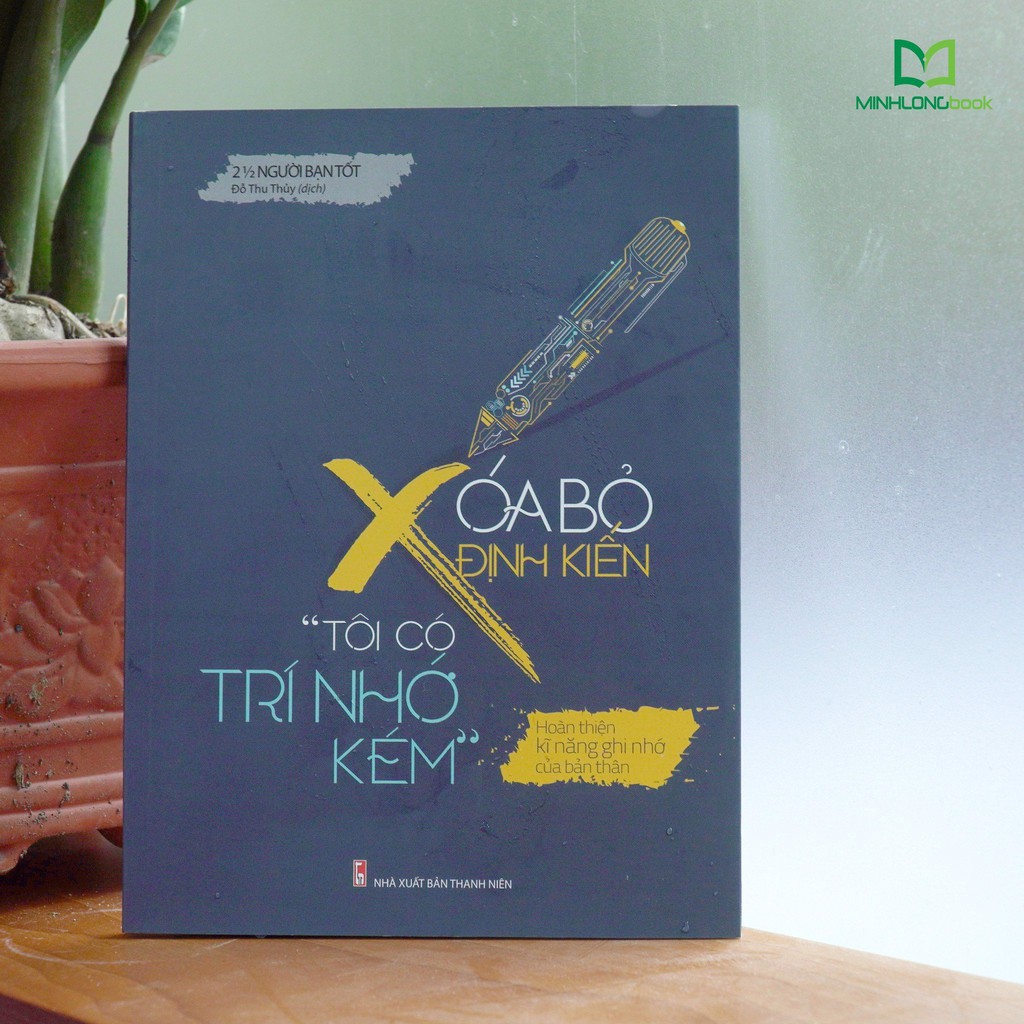 MINHLONGbook
2 ½ NGƯỜI BẠN TỐT
Đỗ Thu Thủy (dịch)
XÓA BỎ
ĐỊNH KIẾN
“TÔI CÓ
TRÍ NHỚ
KÉM”
Hoàn thiện
kĩ năng ghi nhớ
của bản thân
NHÀ XUẤT BẢN THANH NIÊN